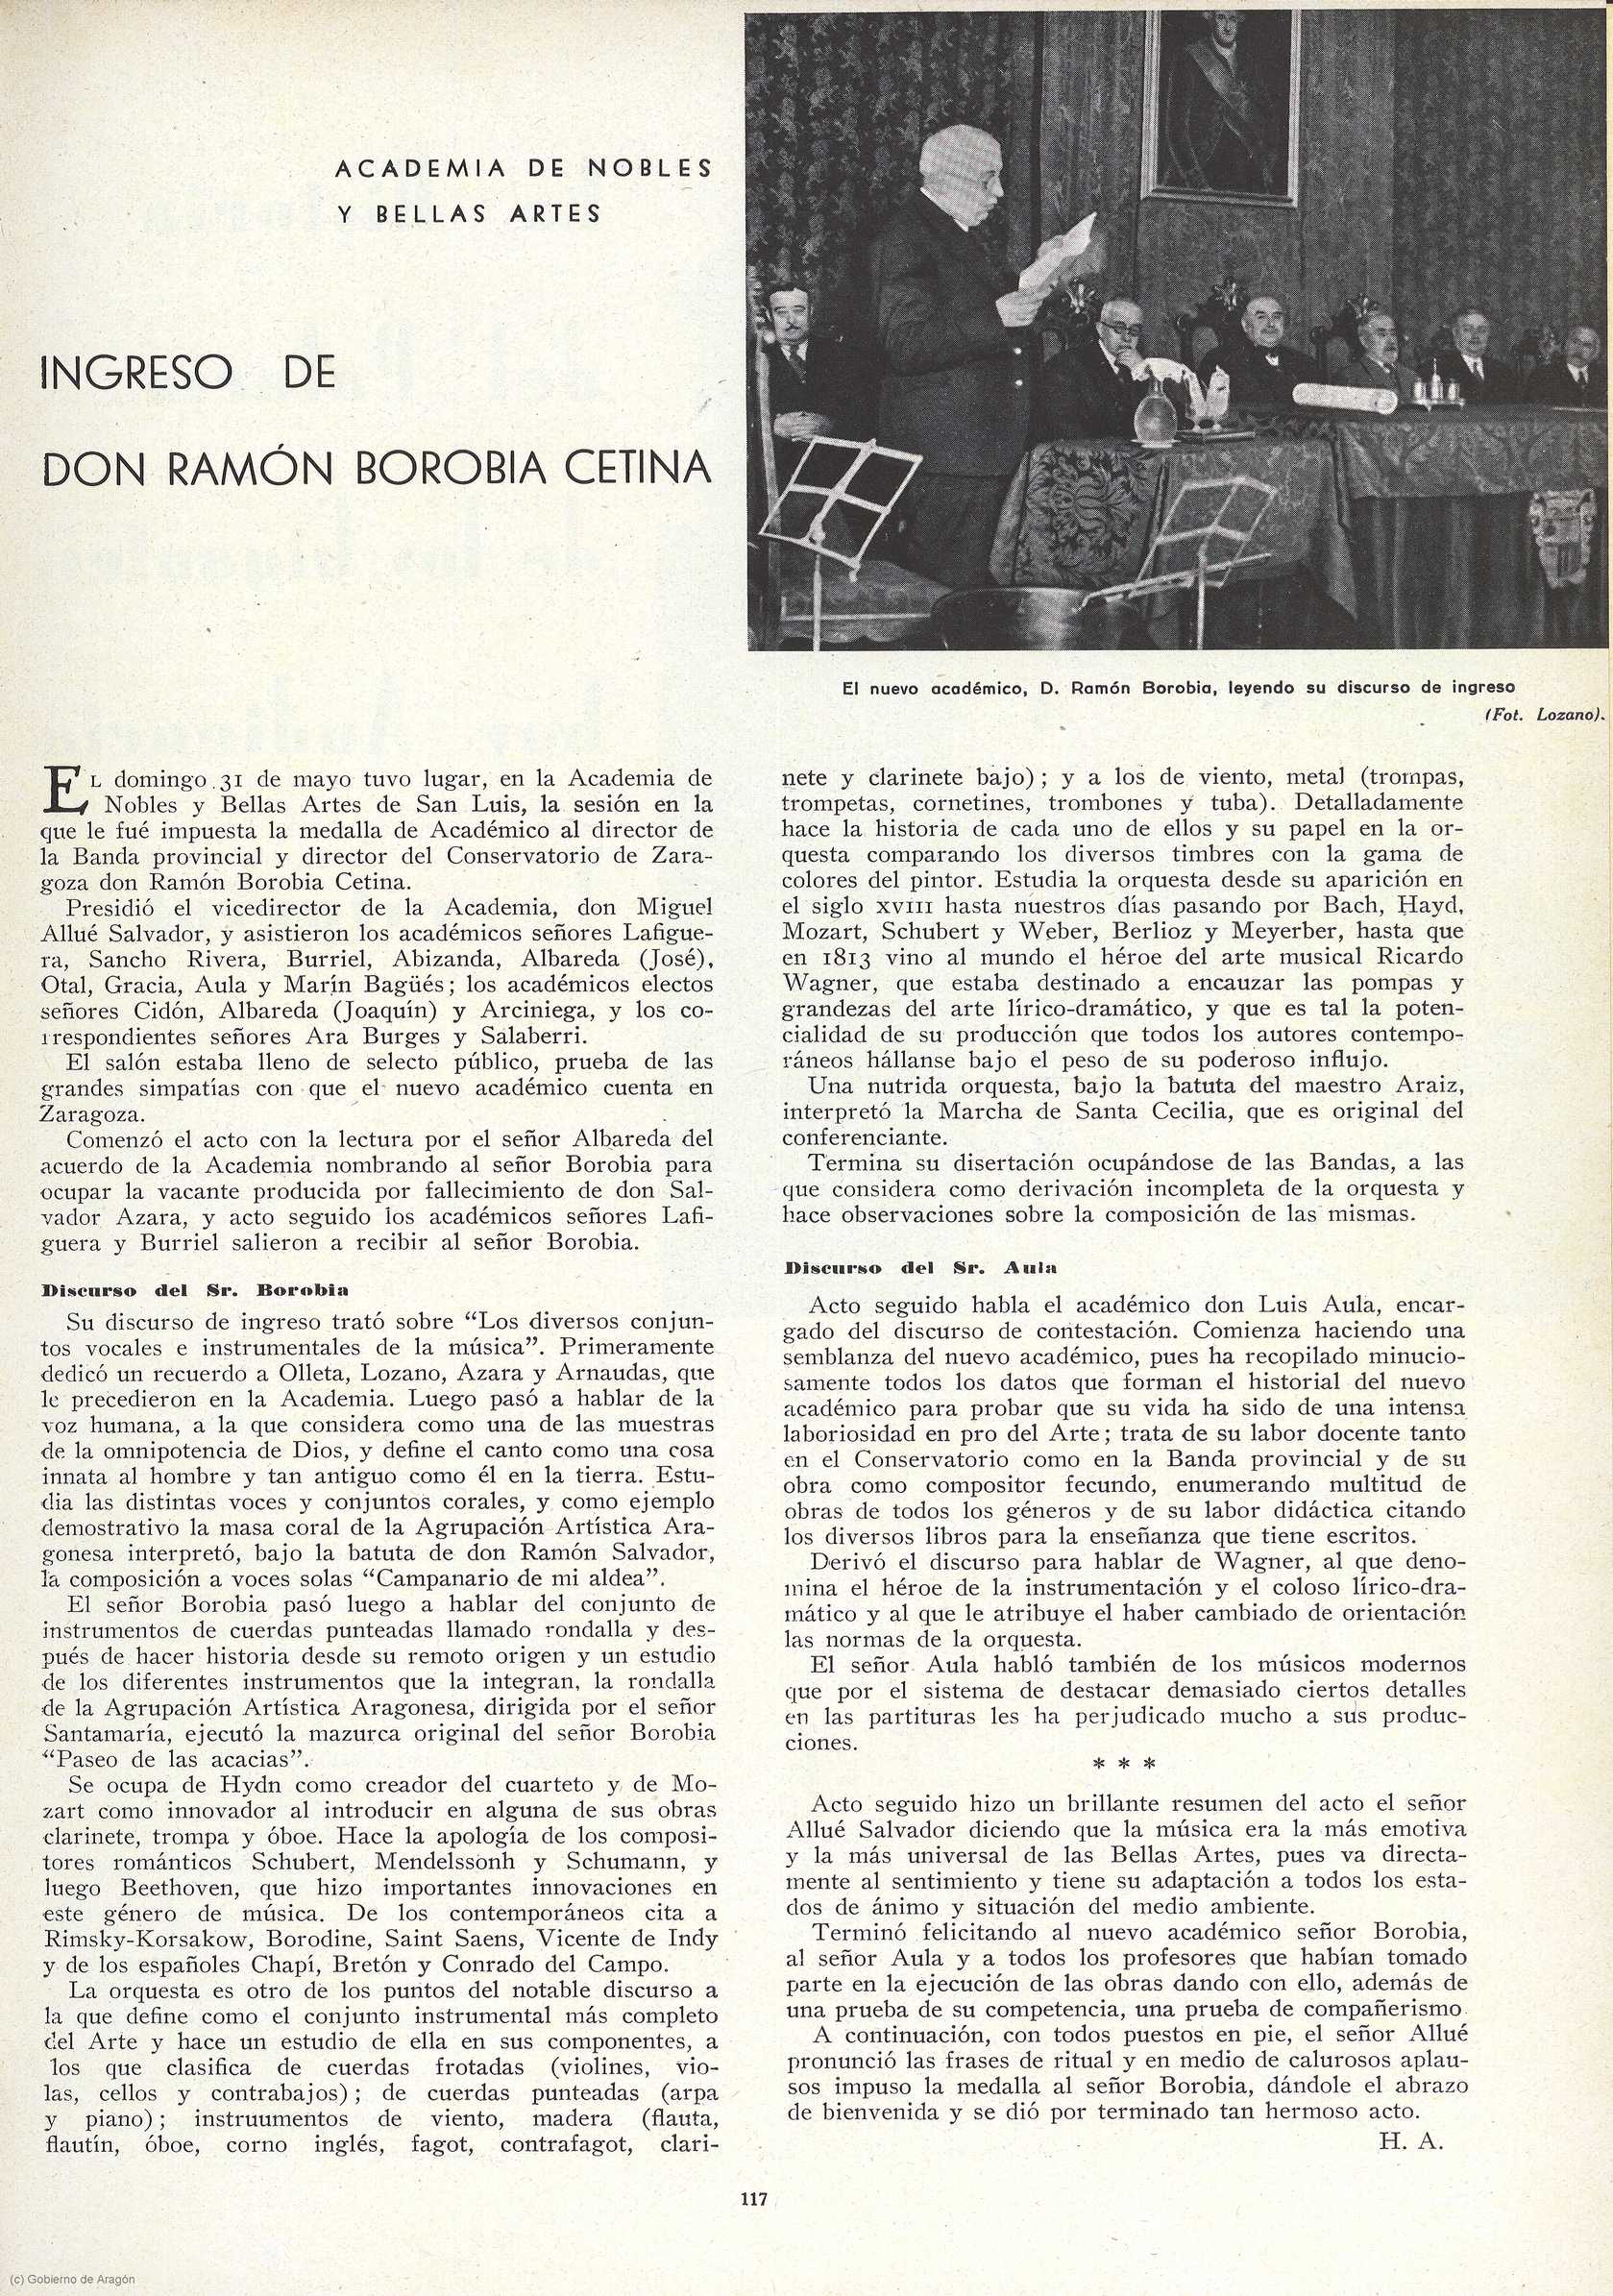 ACADEMIA DE NOBLES
Y BELLAS ARTES
INGRESO DE
DON RAMÓN BOROBIA CETINA
El nuevo académico, D. Ramón Borobia, leyendo su discurso de ingreso
(Fot. Lozano).
EL domingo 31 de mayo tuvo lugar, en la Academia de
Nobles y Bellas Artes de San Luis, la sesión en la
que le fué impuesta la medalla de Académico al director de
la Banda provincial y director del Conservatorio de Zara-
goza don Ramón Borobia Cetina.
Presidió el vicedirector de la Academia, don Miguel
Allué Salvador, y asistieron los académicos señores Lafigue-
ra, Sancho Rivera, Burriel, Abizanda, Albareda (José),
Otal, Gracia, Aula y Marín Bagüés; los académicos electos
señores Cidón, Albareda (Joaquín) y Arciniega, y los co-
rrespondientes señores Ara Burges y Salaberri.
El salón estaba lleno de selecto público, prueba de las
grandes simpatías con que el nuevo académico cuenta en
Zaragoza.
Comenzó el acto con la lectura por el señor Albareda del
acuerdo de la Academia nombrando al señor Borobia para
ocupar la vacante producida por fallecimiento de don Sal-
vador Azara, y acto seguido los académicos señores Lafi-
guera y Burriel salieron a recibir al señor Borobia.
Discurso del Sr. Borobia
Su discurso de ingreso trató sobre “Los diversos conjun-
tos vocales e instrumentales de la música”. Primeramente
dedicó un recuerdo a Olleta, Lozano, Azara y Arnaudas, que
le precedieron en la Academia. Luego pasó a hablar de la
voz humana, a la que considera como una de las muestras
de la omnipotencia de Dios, y define el canto como una cosa
innata al hombre y tan antiguo como él en la tierra. Estu-
dia las distintas voces y conjuntos corales, y como ejemplo
demostrativo la masa coral de la Agrupación Artística Ara-
gonesa interpretó, bajo la batuta de don Ramón Salvador,
la composición a voces solas “Campanario de mi aldea”.
El señor Borobia pasó luego a hablar del conjunto de
instrumentos de cuerdas punteadas llamado rondalla y des-
pués de hacer historia desde su remoto origen y un estudio
de los diferentes instrumentos que la integran, la rondalla
de la Agrupación Artística Aragonesa, dirigida por el señor
Santamaría, ejecutó la mazurca original del señor Borobia
“Paseo de las acacias”.
Se ocupa de Hydn como creador del cuarteto y de Mo-
zart como innovador al introducir en alguna de sus obras
clarinete, trompa y óboe. Hace la apología de los composi-
tores románticos Schubert, Mendelssonh y Schumann, y
luego Beethoven, que hizo importantes innovaciones en
este género de música. De los contemporáneos cita a
Rimsky-Korsakow, Borodine, Saint Saens, Vicente de Indy
y de los españoles Chapí, Bretón y Conrado del Campo.
La orquesta es otro de los puntos del notable discurso a
la que define como el conjunto instrumental más completo
del Arte y hace un estudio de ella en sus componentes, a
los que clasifica de cuerdas frotadas (violines, vio-
las, cellos y contrabajos); de cuerdas punteadas (arpa
y piano); instruumentos de viento, madera (flauta,
flautín, óboe, corno inglés, fagot, contrafagot, clari-
nete y clarinete bajo); y a los de viento, metal (trompas,
trompetas, cornetines, trombones y tuba). Detalladamente
hace la historia de cada uno de ellos y su papel en la or-
questa comparando los diversos timbres con la gama de
colores del pintor. Estudia la orquesta desde su aparición en
el siglo XVIII hasta nuestros días pasando por Bach, Hayd,
Mozart, Schubert y Weber, Berlioz y Meyerber, hasta que
en 1813 vino al mundo el héroe del arte musical Ricardo
Wagner, que estaba destinado a encauzar las pompas y
grandezas del arte lírico-dramático, y que es tal la poten-
cialidad de su producción que todos los autores contempo-
ráneos hállanse bajo el peso de su poderoso influjo.
Una nutrida orquesta, bajo la batuta del maestro Araiz,
interpretó la Marcha de Santa Cecilia, que es original del
conferenciante.
Termina su disertación ocupándose de las Bandas, a las
que considera como derivación incompleta de la orquesta y
hace observaciones sobre la composición de las mismas.
Discurso del Sr. Aula
Acto seguido habla el académico don Luis Aula, encar-
gado del discurso de contestación. Comienza haciendo una
semblanza del nuevo académico, pues ha recopilado minucio-
samente todos los datos que forman el historial del nuevo
académico para probar que su vida ha sido de una intensa
laboriosidad en pro del Arte; trata de su labor docente tanto
en el Conservatorio como en la Banda provincial y de su
obra como compositor fecundo, enumerando multitud de
obras de todos los géneros y de su labor didáctica citando
los diversos libros para la enseñanza que tiene escritos.
Derivó el discurso para hablar de Wagner, al que deno-
mina el héroe de la instrumentación y el coloso lírico-dra-
mático y al que le atribuye el haber cambiado de orientación
las normas de la orquesta.
El señor Aula habló también de los músicos modernos
que por el sistema de destacar demasiado ciertos detalles
en las partituras les ha perjudicado mucho a sus produc-
ciones.
* * *
Acto seguido hizo un brillante resumen del acto el señor
Allué Salvador diciendo que la música era la más emotiva
y la más universal de las Bellas Artes, pues va directa-
mente al sentimiento y tiene su adaptación a todos los esta-
dos de ánimo y situación del medio ambiente.
Terminó felicitando al nuevo académico señor Borobia,
al señor Aula y a todos los profesores que habían tomado
parte en la ejecución de las obras dando con ello, además de
una prueba de su competencia, una prueba de compañerismo.
A continuación, con todos puestos en pie, el señor Allué
pronunció las frases de ritual y en medio de calurosos aplau-
sos impuso la medalla al señor Borobia, dándole el abrazo
de bienvenida y se dió por terminado tan hermoso acto.
H. A.
117
(c) Gobierno de Aragón